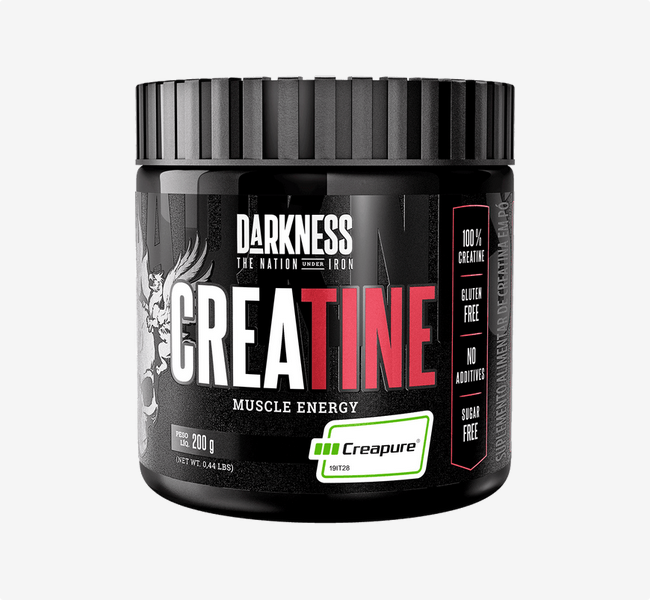 DARKNESS
THE NATION UNDER IRON
CREATINE
MUSCLE ENERGY
PESO
LÍQ. 200 g
(NET WT. 0,44 LBS)
Creapure®
19IT28
100%
CREATINE
GLUTEN
FREE
NO
ADDITIVES
SUGAR
FREE
SUPLEMENTO ALIMENTAR DE CREATINA EM PÓ